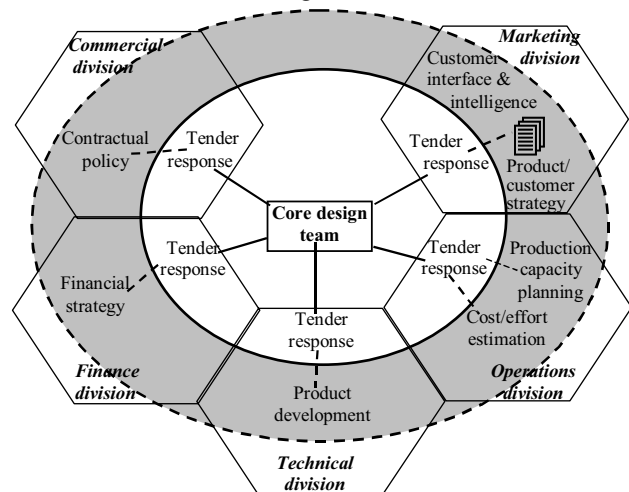 Commercial
division
Marketing
division
Customer
interface &
intelligence
Contractual
policy
Tender
response
Tender
response
Product/
customer
strategy
Core design
team
Financial
strategy
Tender
response
Tender
response
Production
capacity
planning
Cost/effort
estimation
Tender
response
Finance
division
Product
development
Operations
division
Technical
division